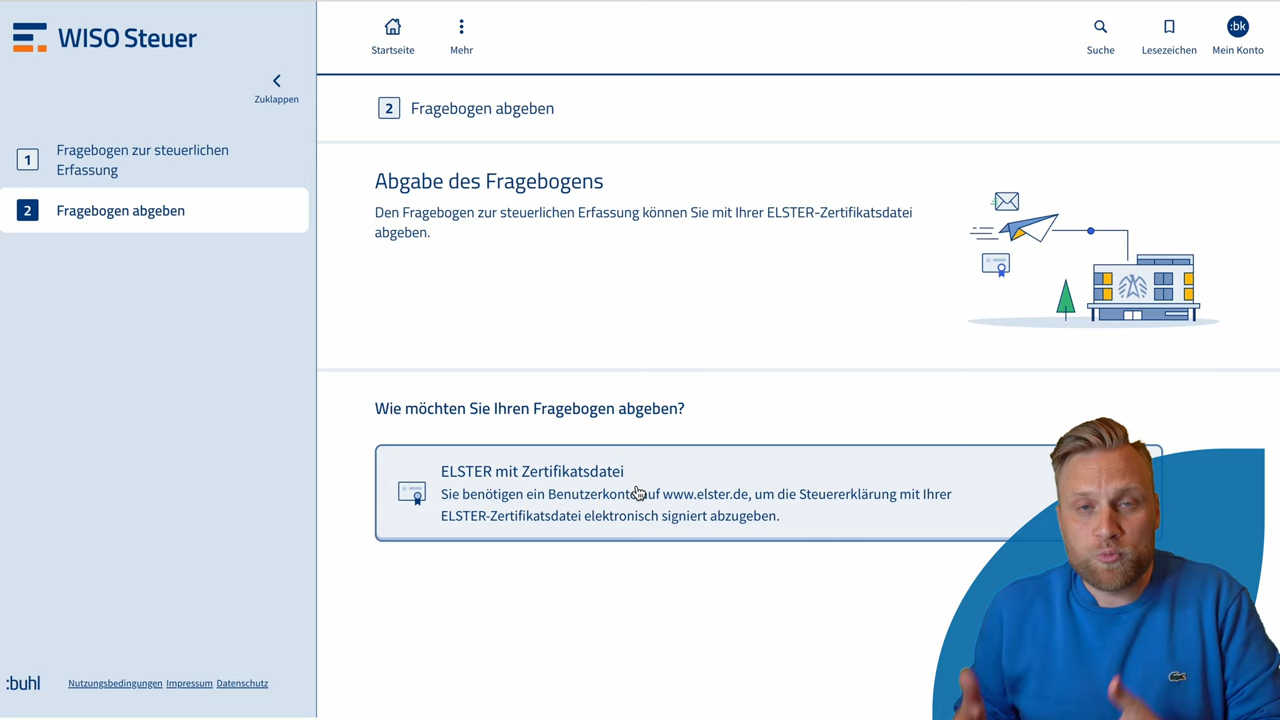 WISO Steuer
Startseite
Mehr
Suche
Lesezeichen
:bk
Mein Konto
Zuklappen
1
Fragebogen zur steuerlichen
Erfassung
2
Fragebogen abgeben
2 Fragebogen abgeben
Abgabe des Fragebogens
Den Fragebogen zur steuerlichen Erfassung können Sie mit Ihrer ELSTER-Zertifikatsdatei
abgeben.
Wie möchten Sie Ihren Fragebogen abgeben?
ELSTER mit Zertifikatsdatei
Sie benötigen ein Benutzerkonto auf www.elster.de, um die Steuererklärung mit Ihrer
ELSTER-Zertifikatsdatei elektronisch signiert abzugeben.
:buhl
Nutzungsbedingungen Impressum Datenschutz